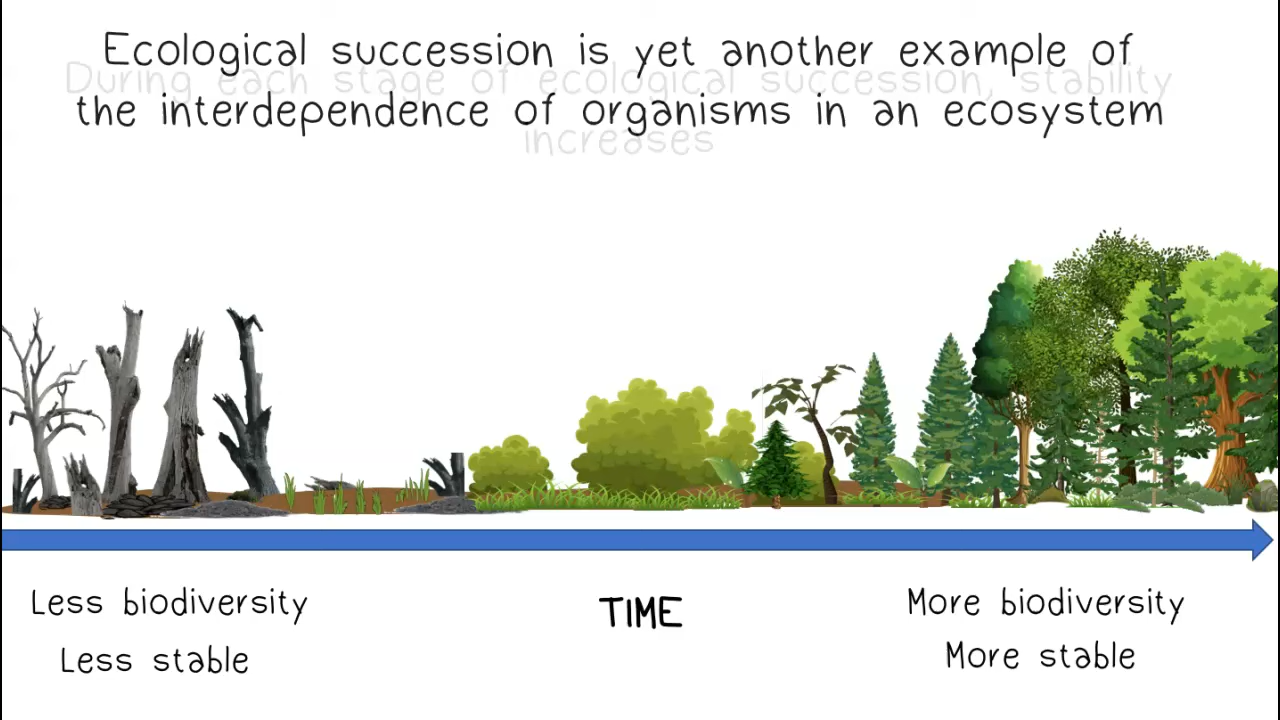 Ecological succession is yet another example of
During each stage of ecological succession, stability
the interdependence of organisms in an ecosystem
increases
Less biodiversity
TIME
More biodiversity
Less stable
More stable